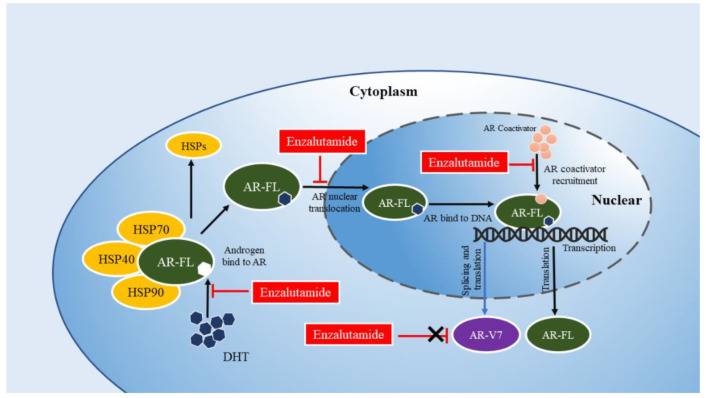 Cytoplasm
AR Coactivator
Enzalutamide
HSPs
Enzalutamide
AR coactivator
recruitment
AR-FL
AR nuclear
translocation
AR-FL
AR bind to DNA
AR-FL
Nuclear
HSP70
HSP40
AR-FL
HSP90
Androgen
bind to AR
Transcription
Splicing and
translation
Translation
Enzalutamide
DHT
Enzalutamide
AR-V7
AR-FL